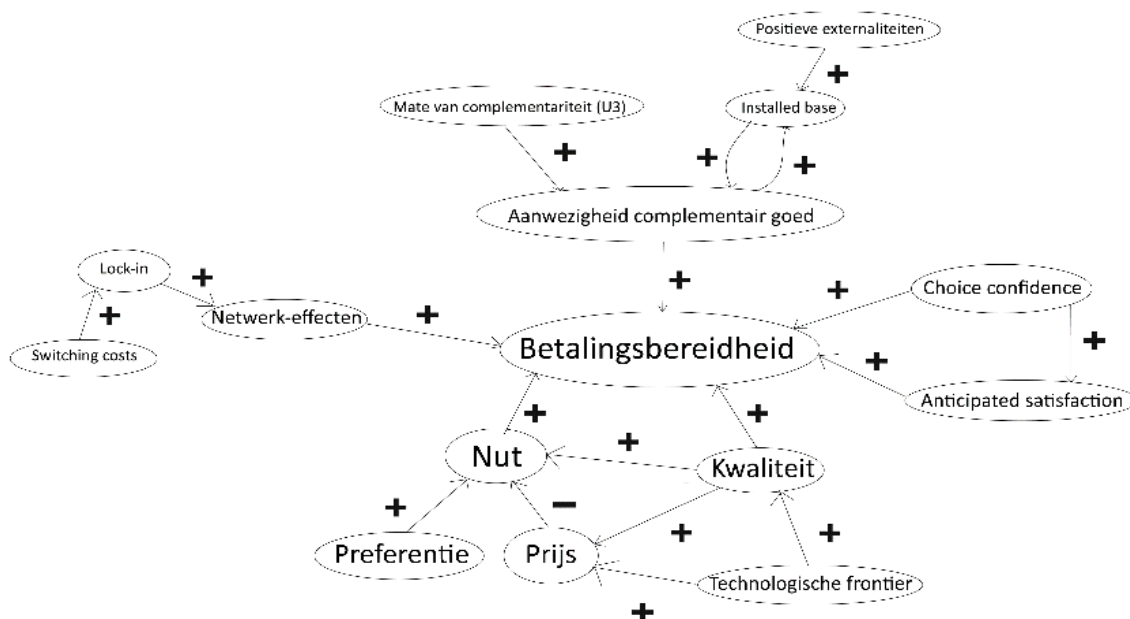 Positieve externaliteiten
+
Mate van complementariteit (U3)
Installed base
+
+
+
Aanwezigheid complementair goed
Lock-in
+
+
Choice confidence
+
+
Netwerk-effecten
+
Switching costs
Betalingsbereidheid
+
+
Anticipated satisfaction
+
+
+
Nut
Kwaliteit
+
−
+
+
Preferentie
Prijs
Technologische frontier
+